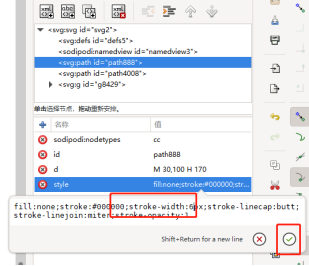 <svg:svg id="svg2">
<svg:defs id="defs5">
<sodipodi:namedview id="namedview3">
<svg:path id="path888">
<svg:path id="path4008">
<svg:g id="g8429">
单击选择节点，拖动重新安排。
名称 值
sodipodi:nodetypes cc
id path888
d M 30,100 H 170
style fill:none;stroke:#000000;str...
fill:none;stroke:#000000;stroke-width:6px;stroke-linecap:butt;
stroke-linejoin:miter;stroke-opacity:1
Shift+Return for a new line